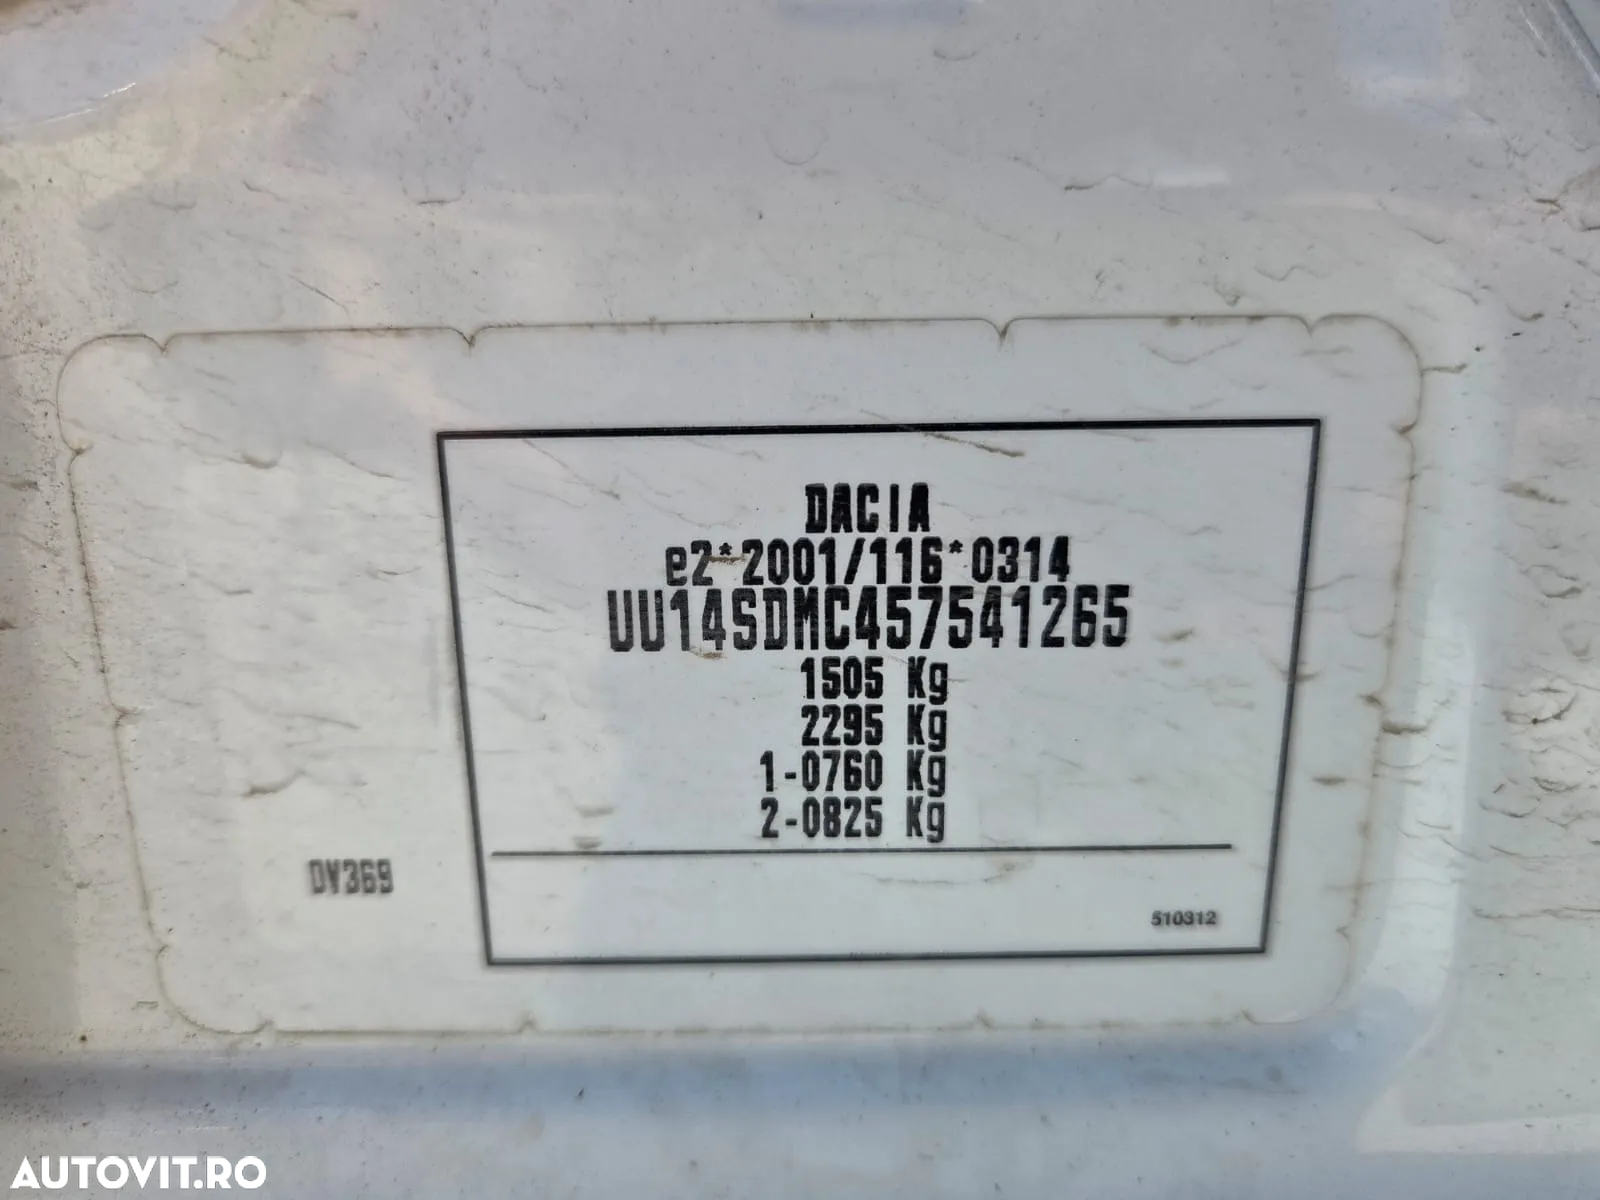 DACIA
e2*2001/116*0314
UU14SDMC457541265
1505 Kg
2295 Kg
1-0760 Kg
2-0825 Kg
DV369
510312
AUTOVIT.RO